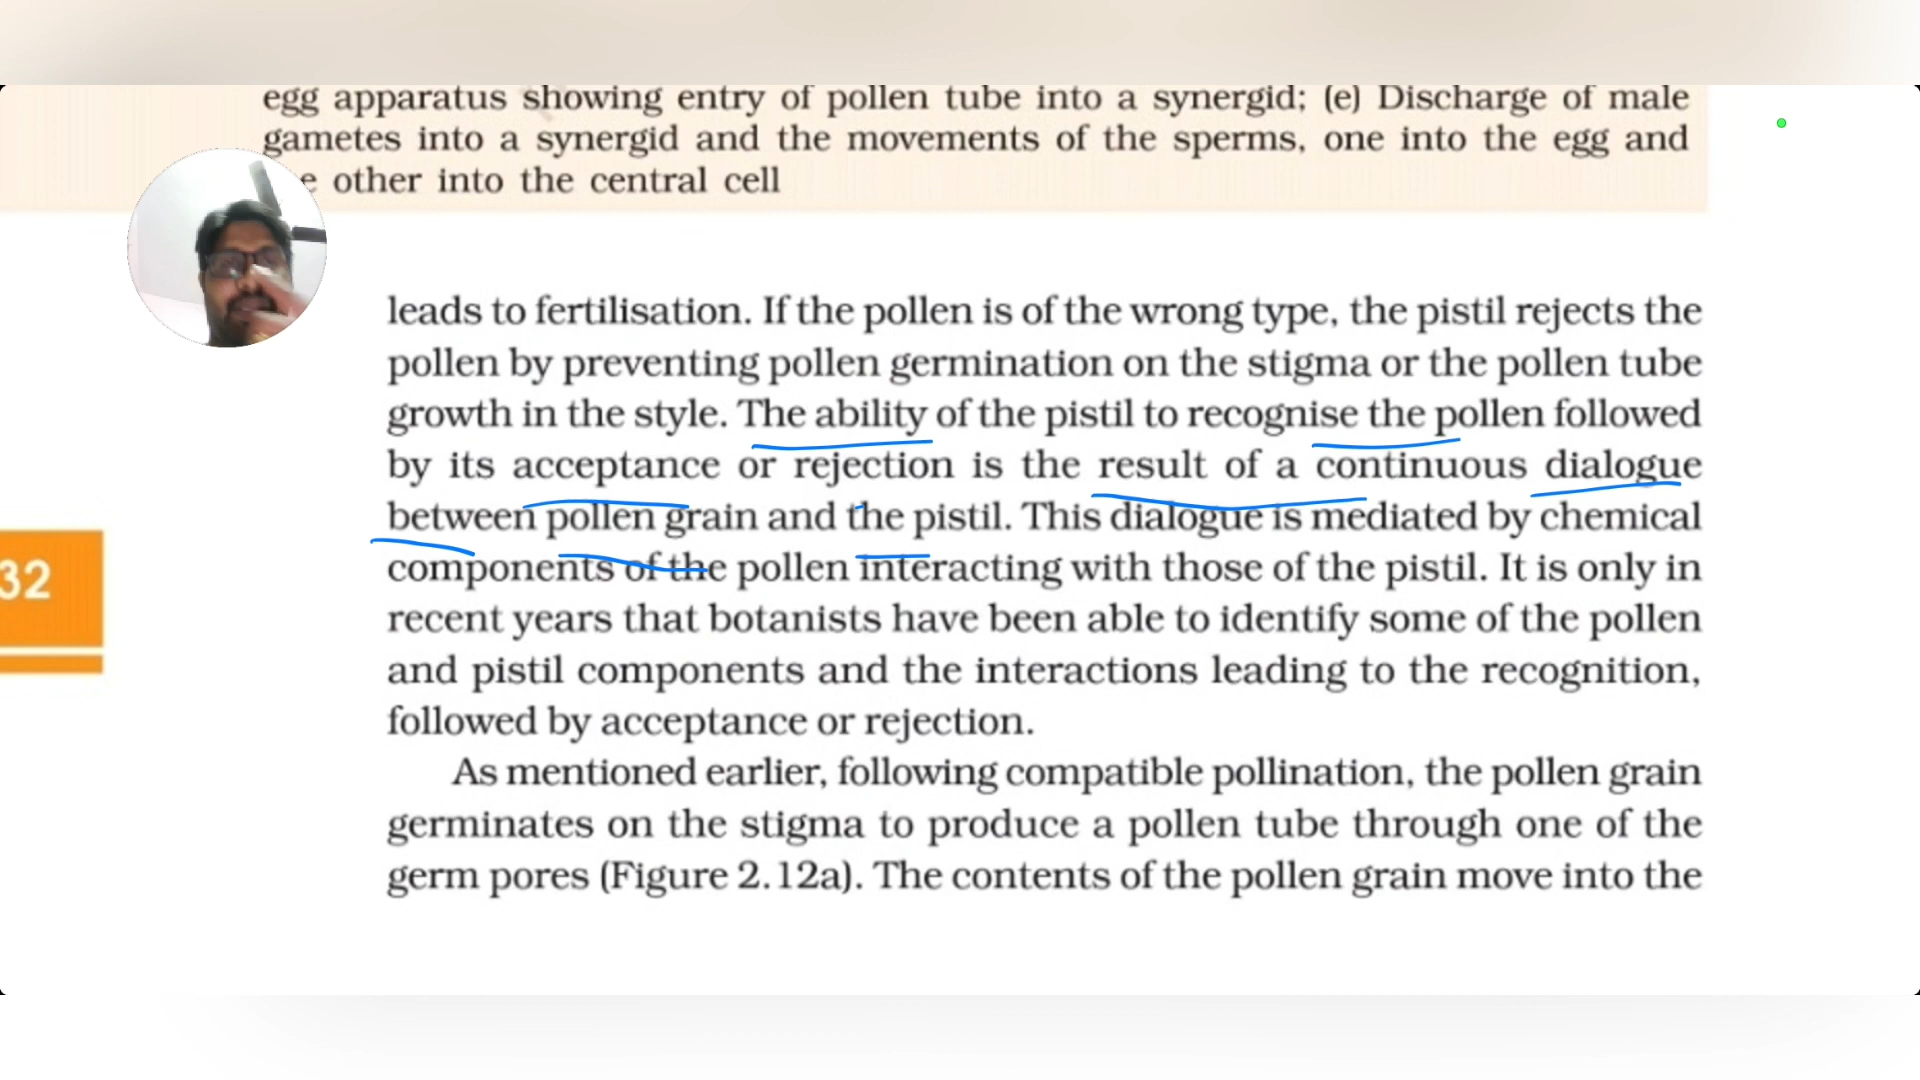 egg apparatus showing entry of pollen tube into a synergid; (e) Discharge of male
gametes into a synergid and the movements of the sperms, one into the egg and
other into the central cell
leads to fertilisation. If the pollen is of the wrong type, the pistil rejects the
pollen by preventing pollen germination on the stigma or the pollen tube
growth in the style. The ability of the pistil to recognise the pollen followed
by its acceptance or rejection is the result of a continuous dialogue
between pollen grain and the pistil. This dialogue is mediated by chemical
components of the pollen interacting with those of the pistil. It is only in
recent years that botanists have been able to identify some of the pollen
and pistil components and the interactions leading to the recognition,
followed by acceptance or rejection.
32
As mentioned earlier, following compatible pollination, the pollen grain
germinates on the stigma to produce a pollen tube through one of the
germ pores (Figure 2.12a). The contents of the pollen grain move into the